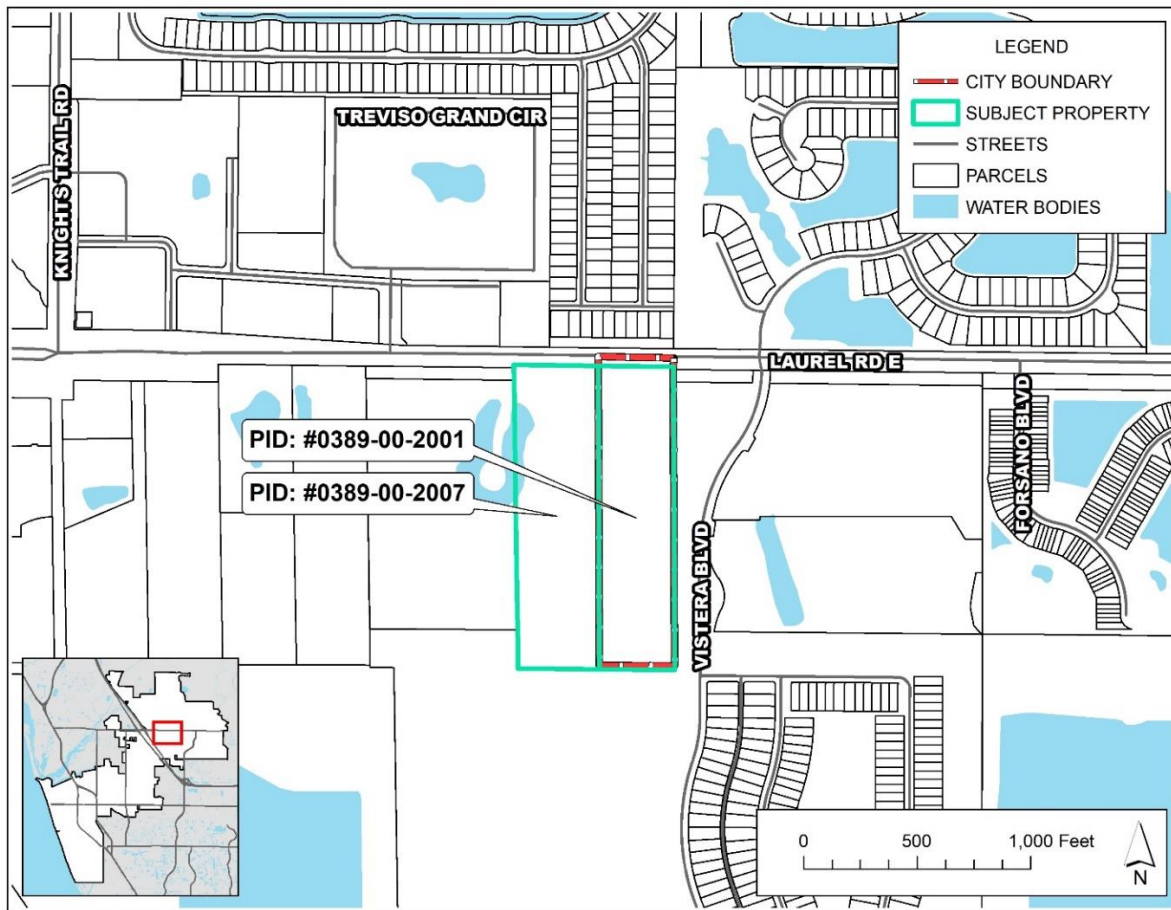 LEGEND
CITY BOUNDARY
SUBJECT PROPERTY
STREETS
PARCELS
WATER BODIES
KNIGHTS TRAIL RD
TREVISO GRAND CIR
LAUREL RD E
FORSANO BLVD
PID: #0389-00-2001
PID: #0389-00-2007
VISTERA BLVD
0 500 1,000 Feet
N